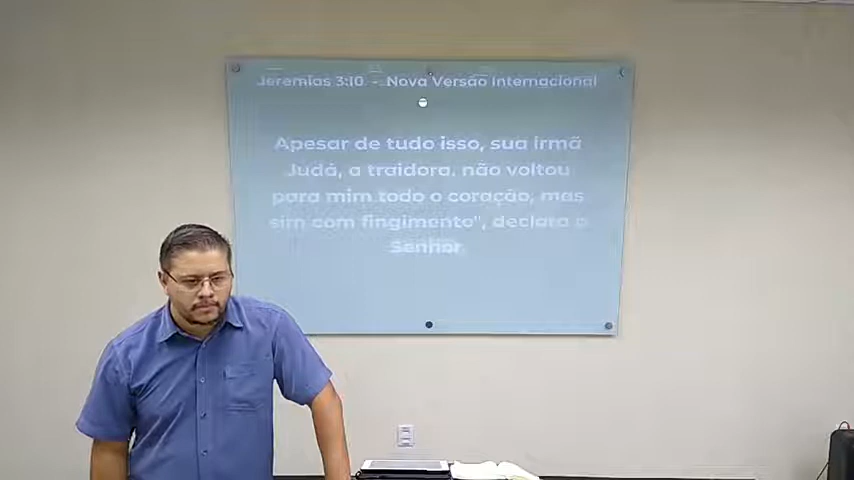 Jeremias 3:10 - Nova Versão Internacional
Apesar de tudo isso, sua irmã
Judá, a traidora, não voltou
para mim todo o coração, mas
sim com fingimento", declara o
Senhor